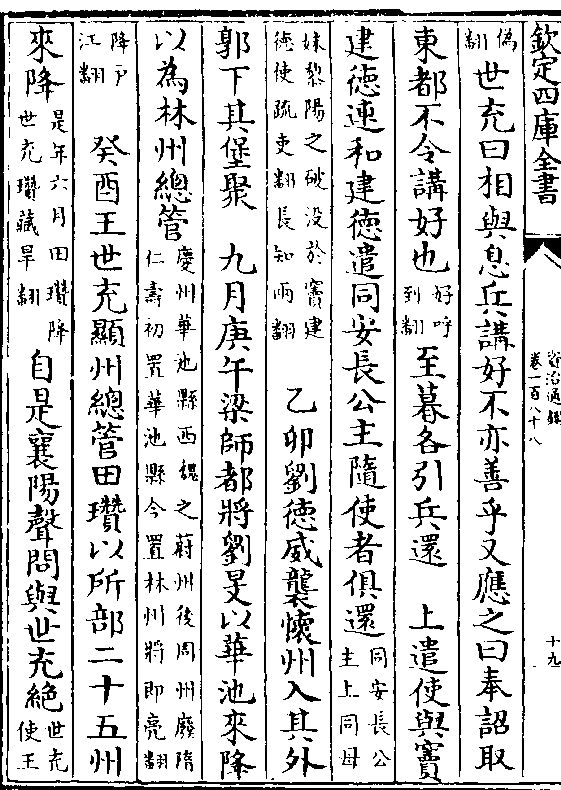 欽定四庫全書
資治通鑑
卷一百八十八
十九
偽翻世充曰相與息兵講好不亦善乎又應之曰奉詔取
東都不令講好也好呼到翻至暮各引兵還　上遣使與竇
建德連和建德遣同安長公主隨使者俱還同安長公主上同母
妹黎陽之破没於竇建德使疏吏翻長知兩翻　乙卯劉德威襲懷州入其外
郭下其堡聚　九月庚午梁師都將劉旻以華池來降
以為林州總管慶州華池縣西魏之蔚州後周州廢隋仁壽初置華池縣今置林州將即亮翻
降户江翻　癸酉王世充顯州總管田瓚以所部二十五州
來降是年六月田瓚降世充瓚藏旱翻　自是襄陽聲問與世充絶世充使王